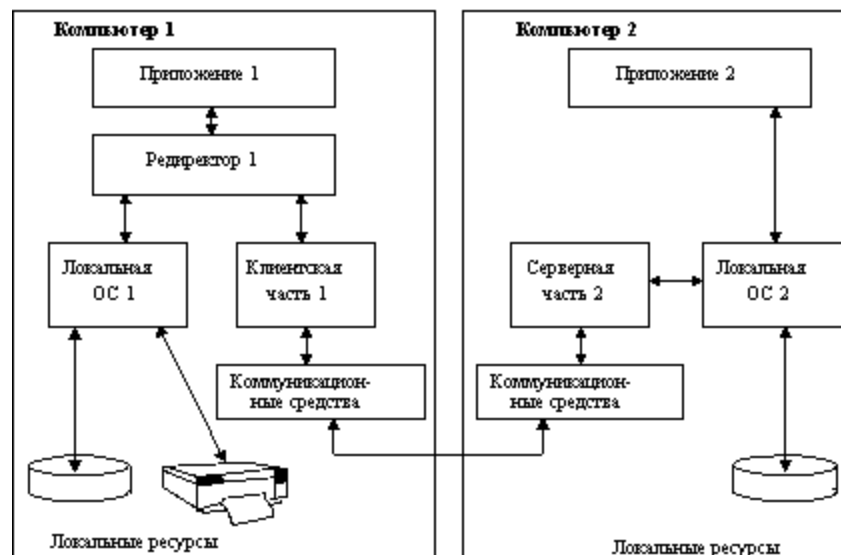 Компьютер 1
Приложение 1
Редиректор 1
Локальная
ОС 1
Клиентская
часть 1
Коммуникацион-
ные средства
Локальные ресурсы
Компьютер 2
Приложение 2
Серверная
часть 2
Локальная
ОС 2
Коммуникацион-
ные средства
Локальные ресурсы